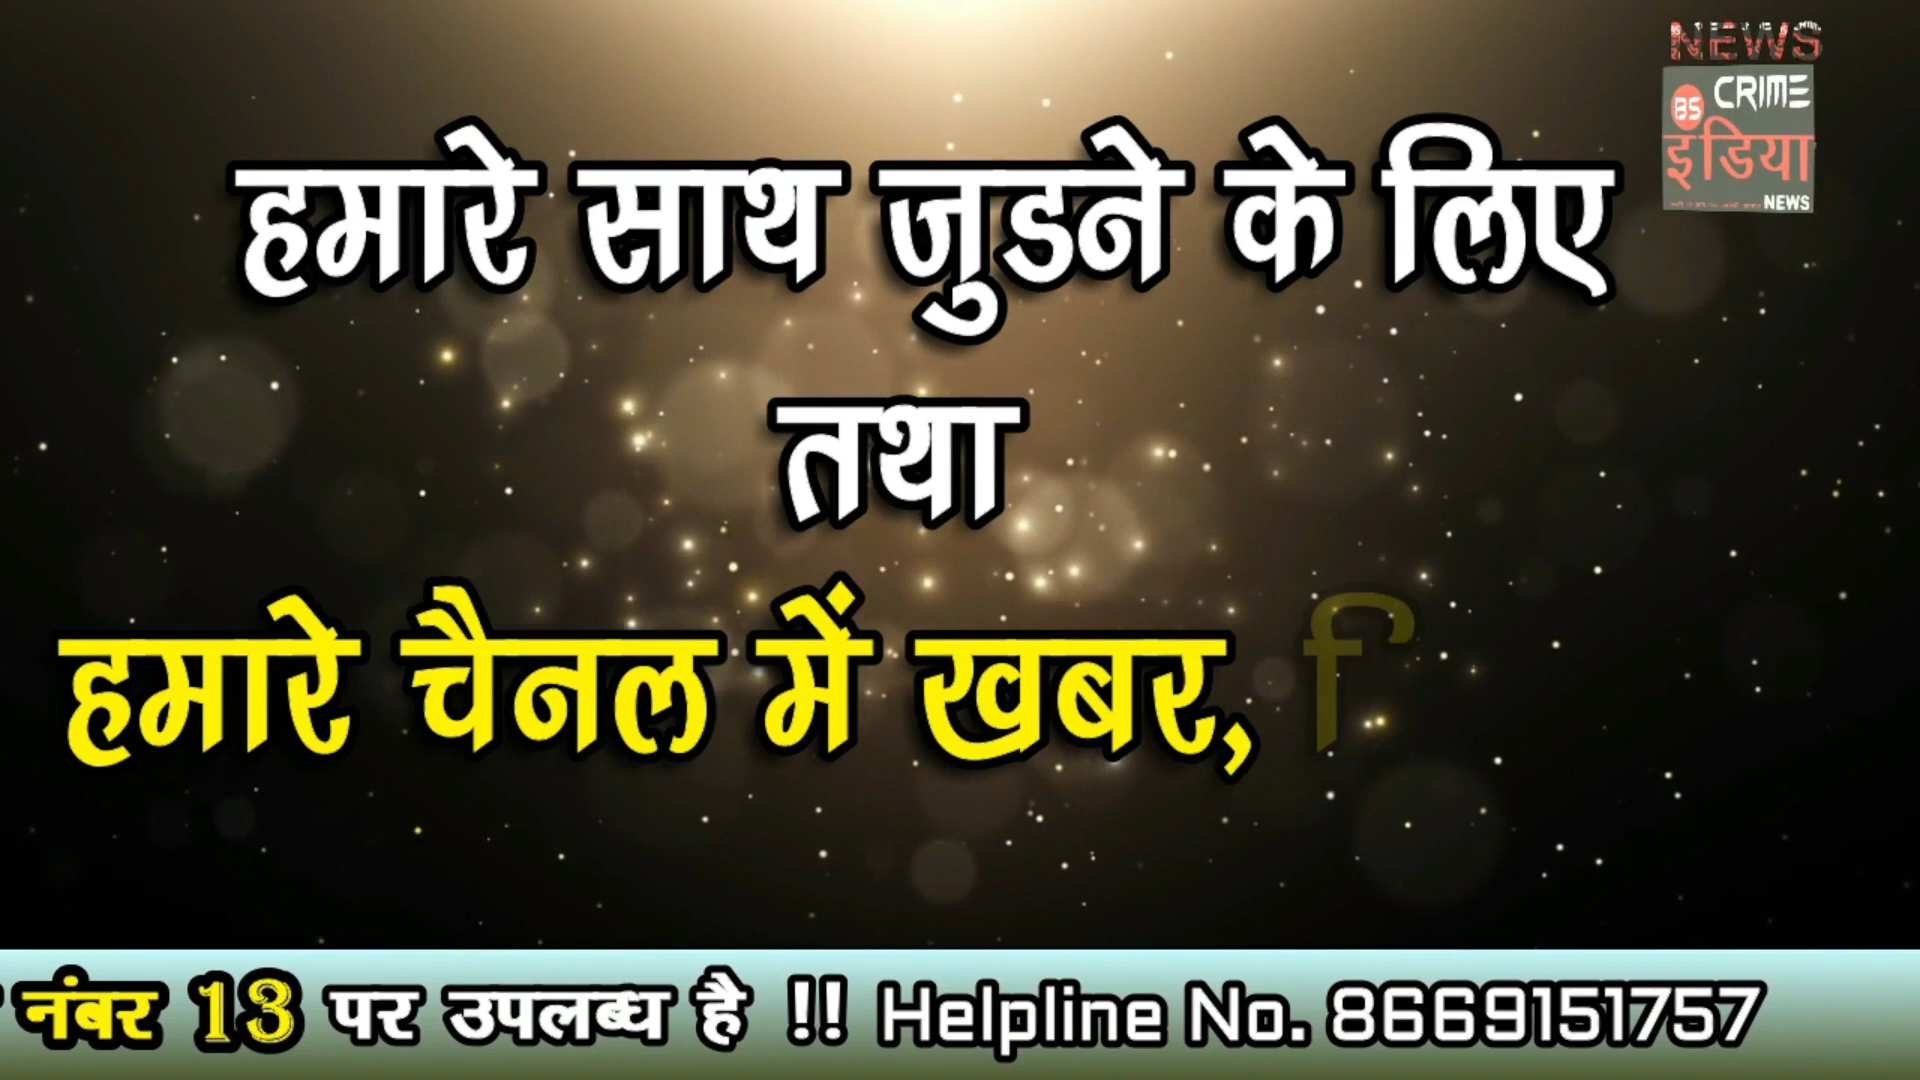 NEWS
BS CRIME
इंडिया
NEWS
हमारे साथ जुडने के लिए
तथा
हमारे चैनल में खबर,
नंबर 13 पर उपलब्ध है !! Helpline No. 8669151757